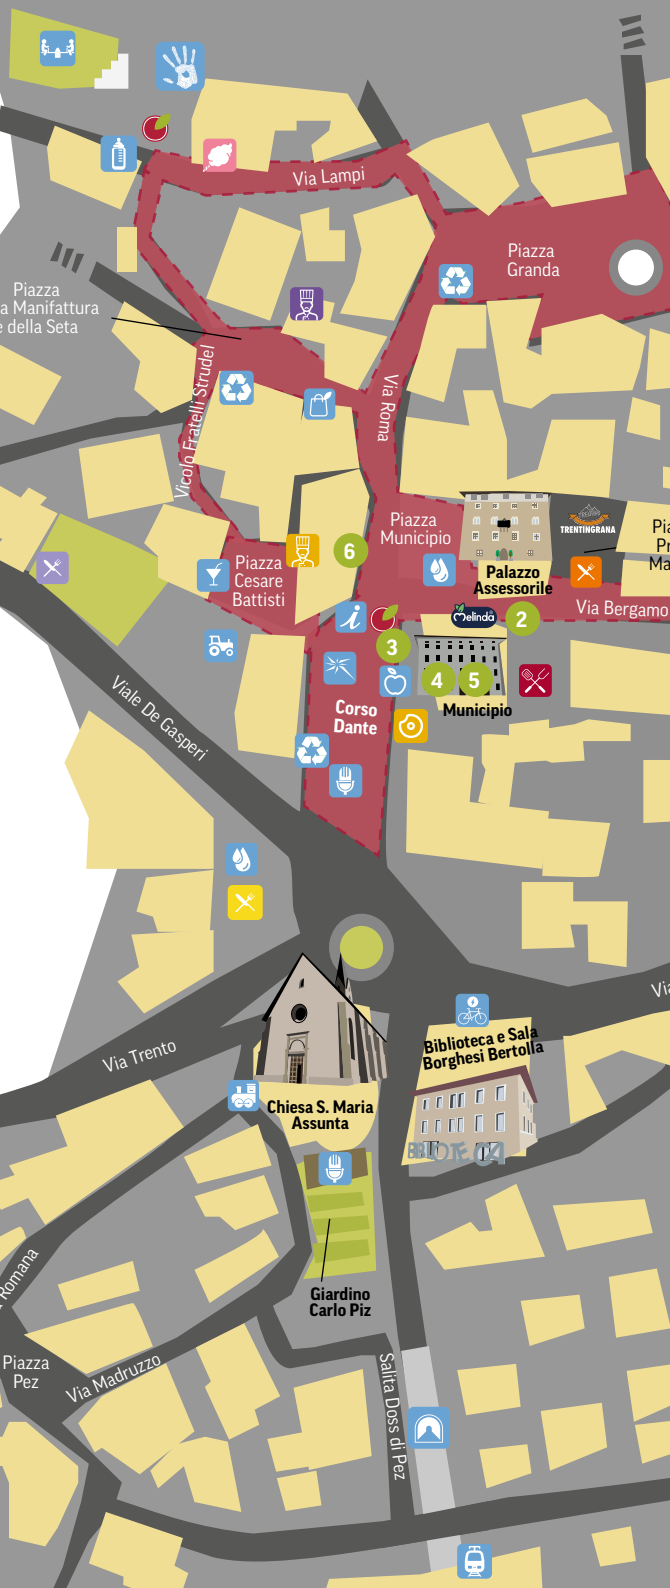 Via Lampi
Piazza
Granda
Piazza
a Manifattura
e della Seta
Vicolo Fratelli Strudel
Via Roma
Piazza
Municipio
TRENTINGRANA
Piazza
Cesare
Battisti
6
Palazzo
Assessorile
Via Bergamo
i
Melinda
2
3
4
5
Municipio
Corso
Dante
Viale De Gasperi
Via Trento
Biblioteca e Sala
Borghesi Bertolla
BIBLIOTECA
Chiesa S. Maria
Assunta
Giardino
Carlo Piz
Romana
Piazza
Pez
Via Madruzzo
Salita Doss di Pez